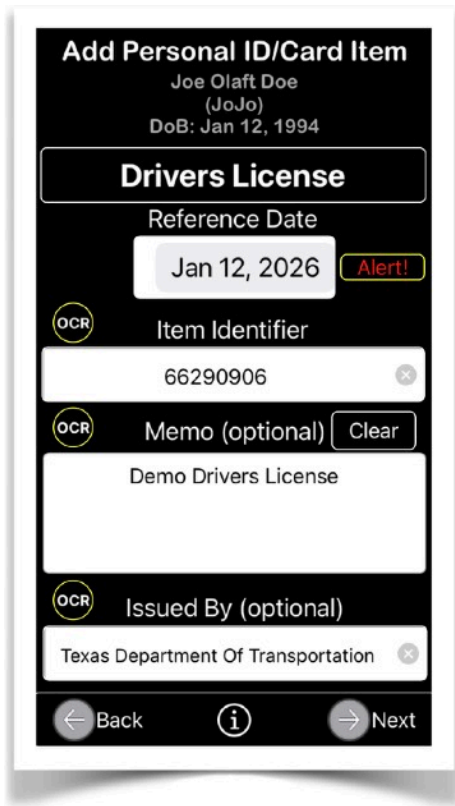 Add Personal ID/Card Item
Joe Olaft Doe
(JoJo)
DoB: Jan 12, 1994
Drivers License
Reference Date
Jan 12, 2026 Alert!
OCR
Item Identifier
66290906
OCR
Memo (optional) Clear
Demo Drivers License
OCR
Issued By (optional)
Texas Department Of Transportation
Back i Next